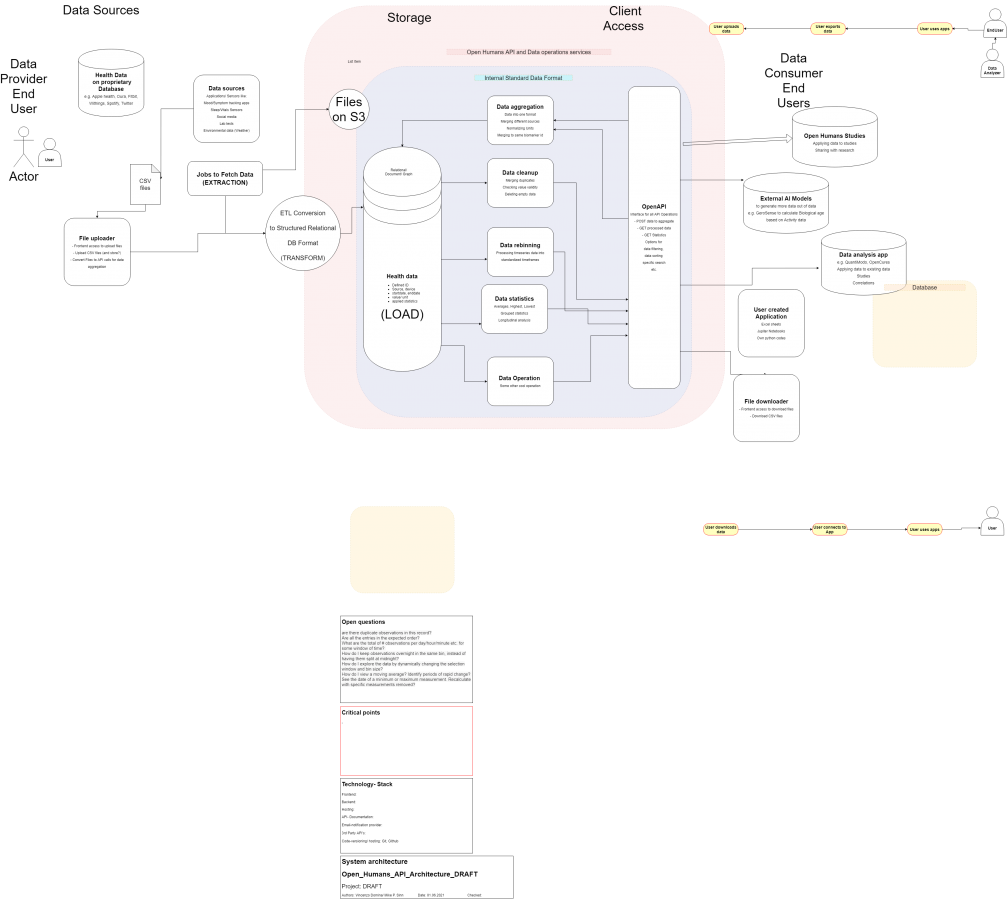 Data Sources
Storage
Client
Access
User uploads
data
User exports
data
User uses apps
EndUser
Data
Analyzer
Open Humans API and Data operations services
List Item
Internal Standard Data Format
Data
Provider
End
User
Actor
User
Health Data
on proprietary
Database
e.g. Apple health, Oura, Fitbit,
Withings, Spotify, Twitter
Data sources
Applications/ Sensors like
Mood/Symptom tracking apps
Sleep/Vitals Sensors
Social media
Lab tests
Environmental data (Weather)
Files
on S3
CSV
files
Jobs to Fetch Data
(EXTRACTION)
File uploader
- Frontend access to upload files
- Upload CSV files (and store?)
- Convert Files to API calls for data
aggregation
ETL Conversion
to Structured Relational
DB Format
(TRANSFORM)
Relational/
Document/ Graph
Health data
Defined ID
Source, device
startdate, enddate
value/ unit
applied statistics
(LOAD)
Data aggregation
Data into one format
Merging different sources
Normalizing Units
Merging to same biomarker id
Data cleanup
Merging duplicates
Checking value validity
Deleting empty data
Data rebinning
Processing timeseries data into
standardized timeframes
Data statistics
Averages, Highest, Lowest
Grouped statistics
Longitudinal analysis
Data Operation
Some other core operation
OpenAPI
Interface for all API Operations
- POST data to aggregate
- GET processed data
- GET Statistics
Options for
data filtering
data sorting
specific search
etc
Data
Consumer
End
Users
Open Humans Studies
Applying data to studies
Sharing with research
External AI Models
to generate more data out of data
e.g. GeroSense to calculate Biological age
based on Activity data
Data analysis app
e.g. QuantiModo, OpenCures
Applying data to existing data
Studies
Correlations
Database
User created
Application
Excel sheets
Jupiter Notebooks
Own python codes
File downloader
- Frontend access to download files
- Download CSV files
User downloads
data
User connects to
App
User uses apps
User
Open questions
are there duplicate observations in this record?
Are all the entries in the expected order?
What are the total of # observations per day/hour/minute etc. for
some window of time?
How do I keep observations overnight in the same bin, instead of
having them split at midnight?
How do I explore the data by dynamically changing the selection
window and bin size?
How do I view a moving average? Identify periods of rapid change?
See the date of a minimum or maximum measurement. Recalculate
with specific measurements removed?
Critical points
Technology- Stack
Frontend
Backend
Hosting
API- Documentation
Email-notification provider
3rd Party API's:
Code-versioning/ hosting: Git, Github,
System architecture
Open_Humans_API_Architecture_DRAFT
Project: DRAFT
Date: 01.06.2021
Checked: